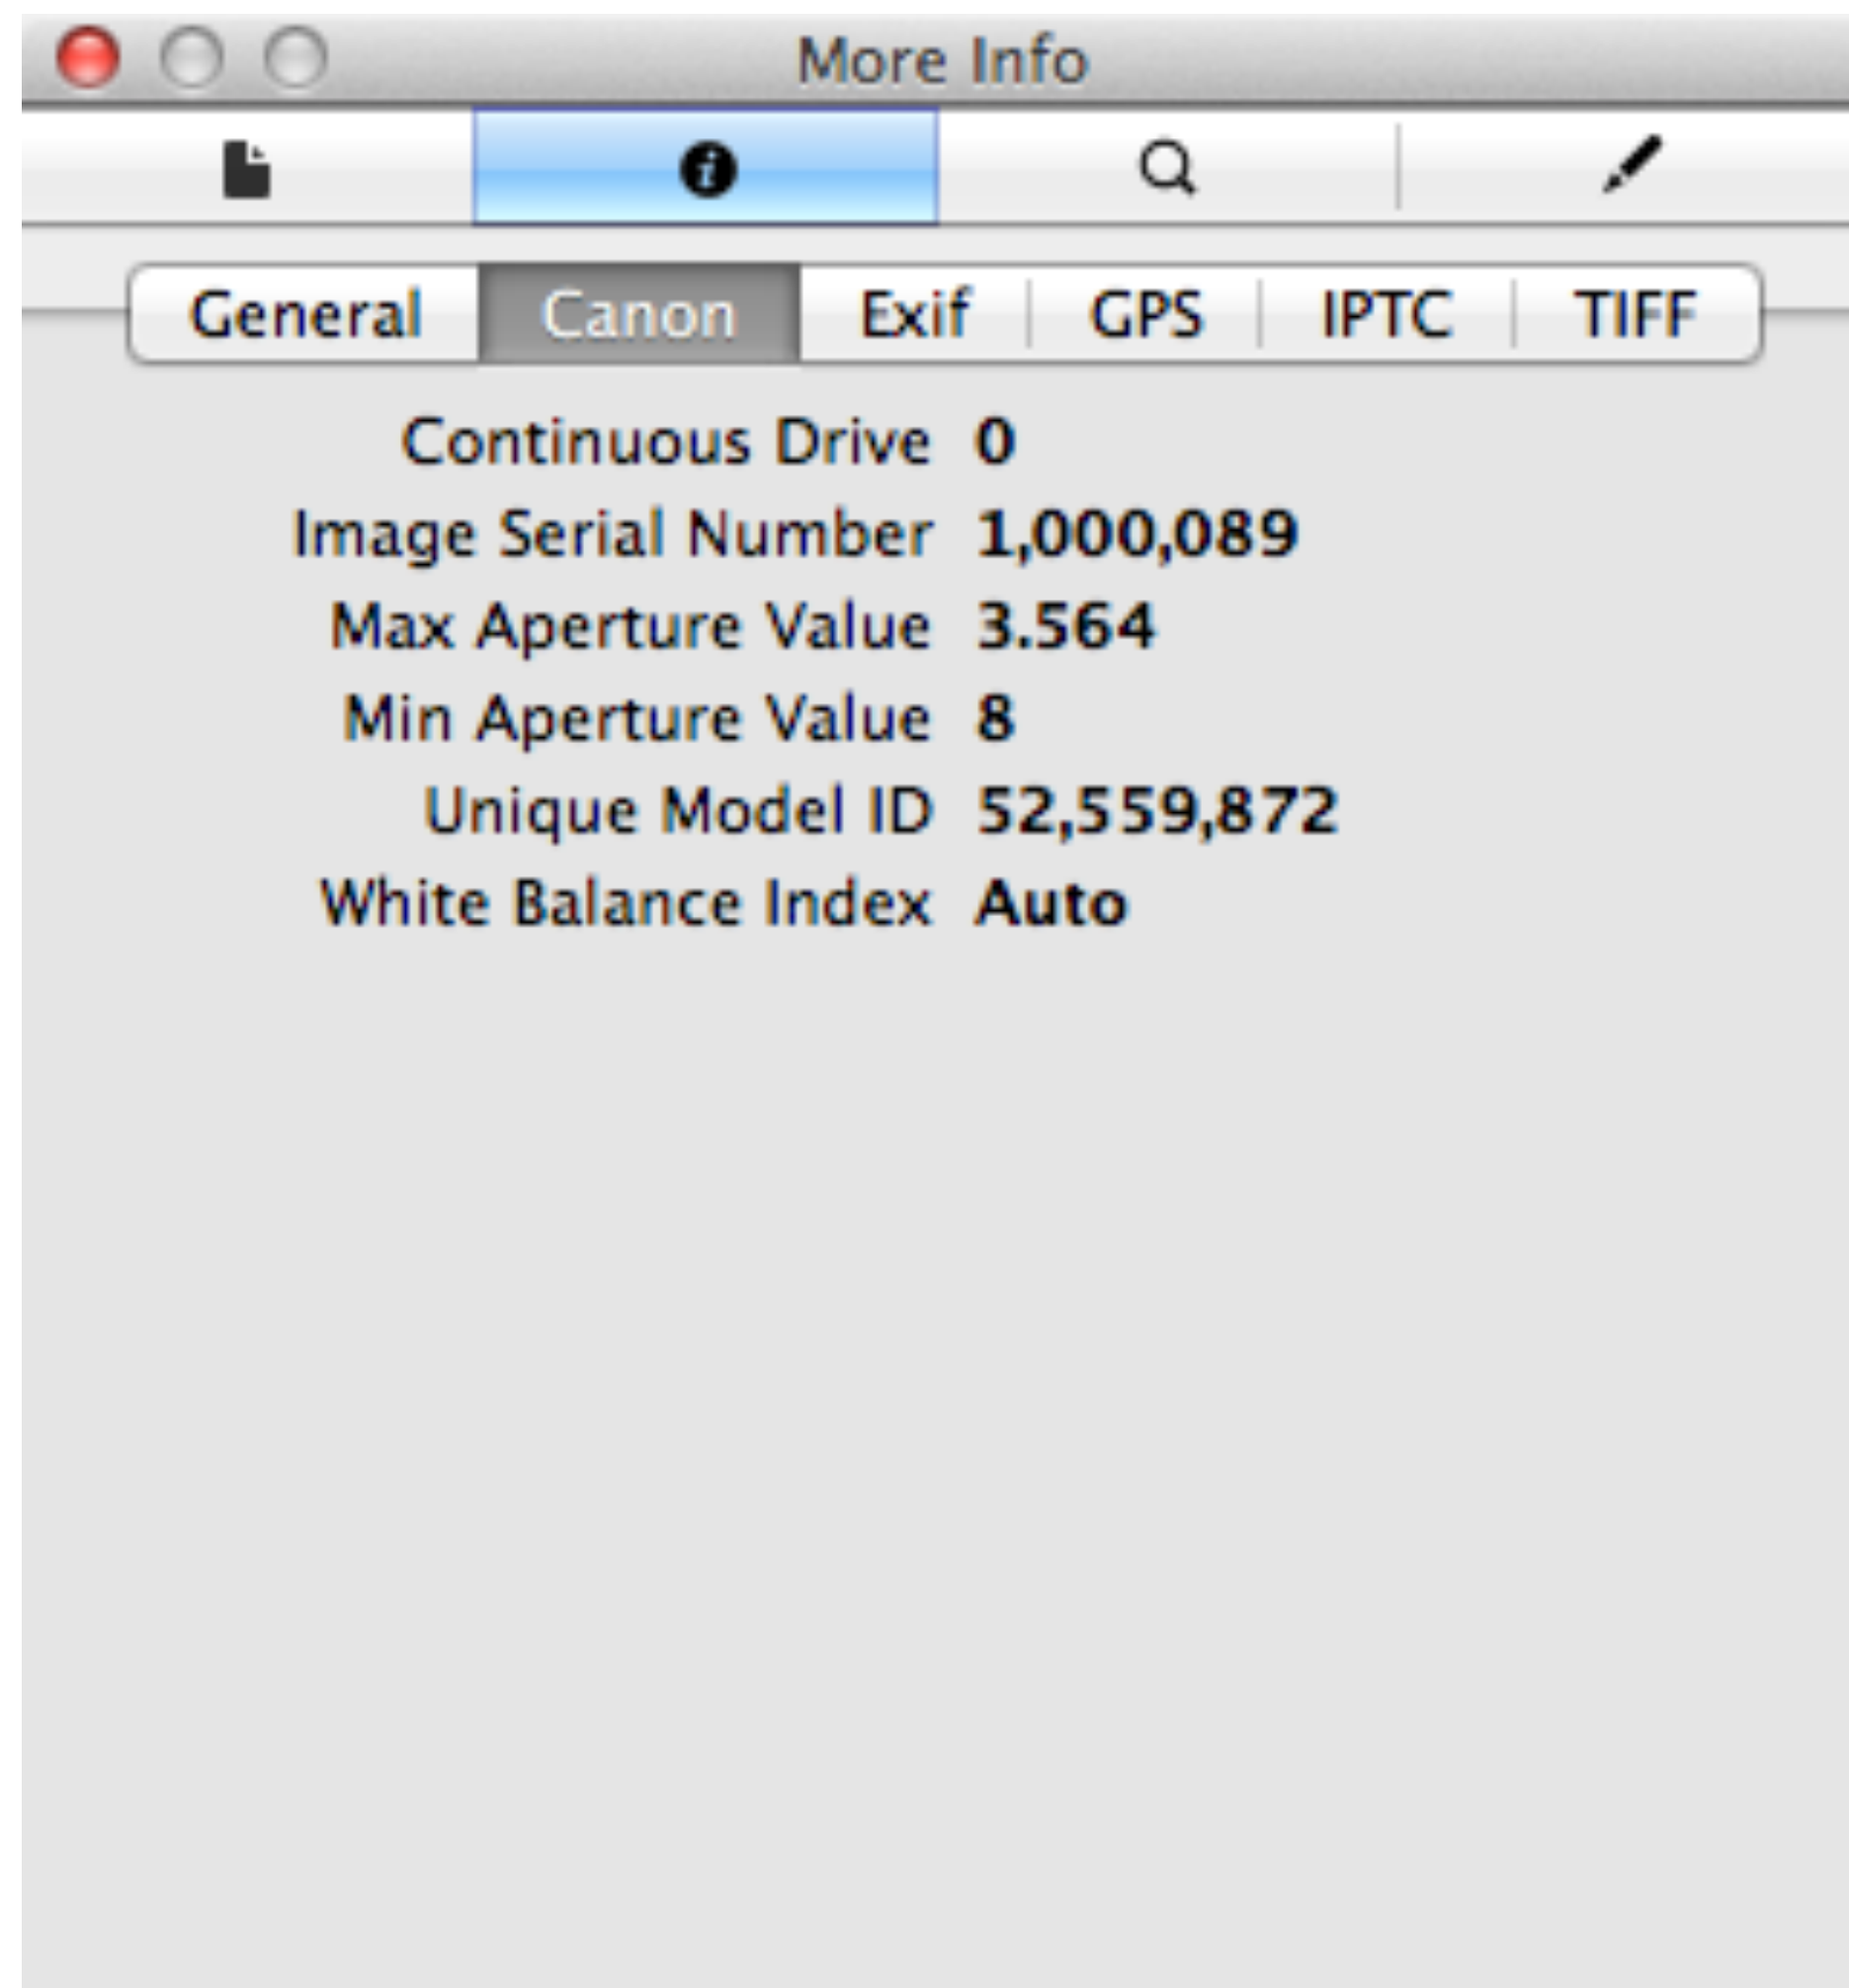 More Info
General Canon Exif GPS IPTC TIFF
Continuous Drive 0
Image Serial Number 1,000,089
Max Aperture Value 3.564
Min Aperture Value 8
Unique Model ID 52,559,872
White Balance Index Auto